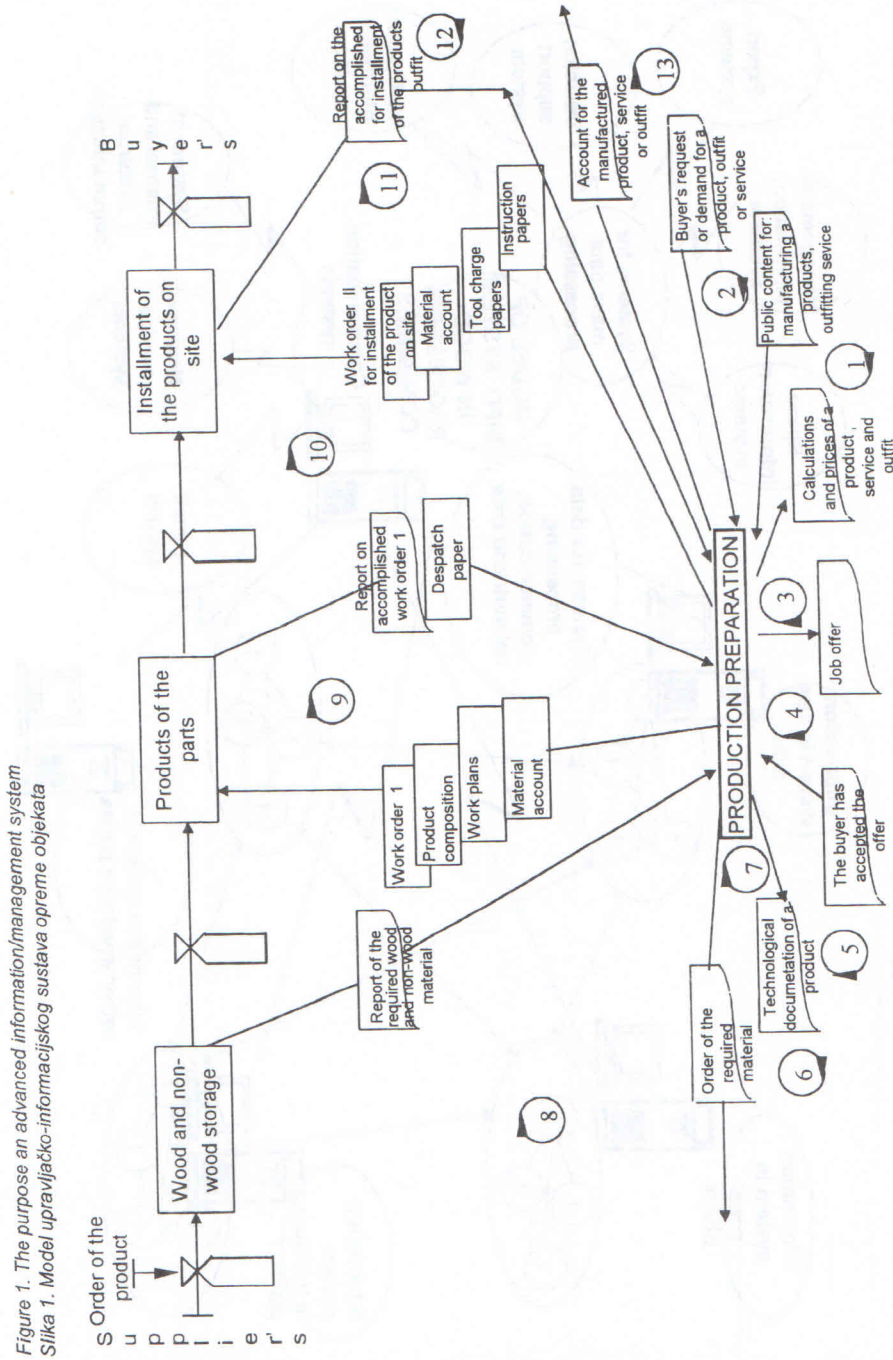 Figure 1. The purpose an advanced information/management system
Slika 1. Model upravljačko-informacijskog sustava opreme objekata
Suppliers
Order of the
product
Wood and non-
wood storage
Products of the
parts
Installment of
the products on
site
Buyer's
Report of the
required wood
and non-wood
material
Work order 1
Product
composition
Work plans
Material
account
Report on
accomplished
work order 1
Despatch
paper
Work order II
for installment
of the product
on site
Material
account
Tool charge
papers
Instruction
papers
Report on the
accomplished
for installment
of the products
outfit
8
9
10
11
12
13
PRODUCTION PREPARATION
Order of the
required
material
6
7
Technological
documetation of a
product
5
The buyer has
accepted the
offer
4
Job offer
3
Calculations
and prices of a
product,
service and
outfit
1
Public content for:
manufacturing a
products,
outfitting sevice
2
Buyer's request
or demand for a
product, outfit
or service
Account for the
manufactured
product, service
or outfit